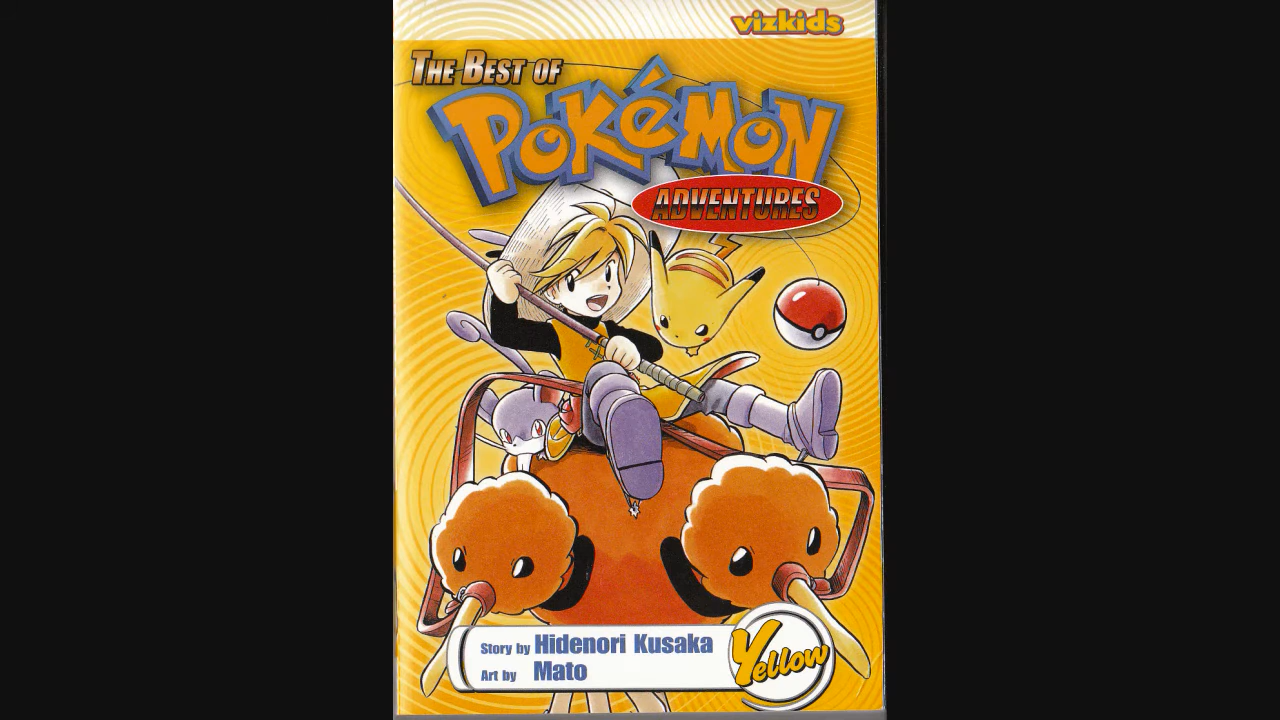 vizkids
THE BEST OF
POKÉMON
ADVENTURES
Story by Hidenori Kusaka
Art by Mato
Yellow